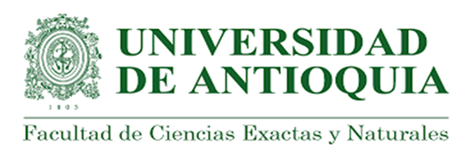 UNIVERSIDAD
DE ANTIOQUIA
1803
Facultad de Ciencias Exactas y Naturales